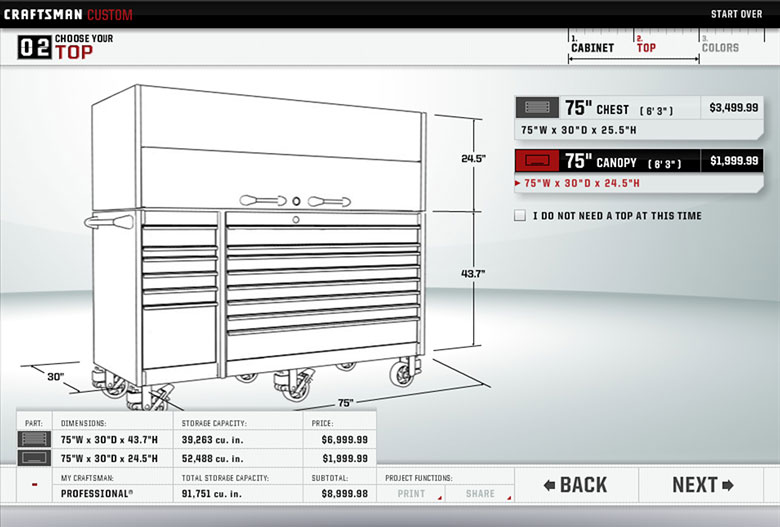 CRAFTSMAN CUSTOM
START OVER
02 CHOOSE YOUR TOP
1. CABINET
2. TOP
3. COLORS
75" CHEST ( 6' 3" ) $3,499.99
75"W x 30"D x 25.5"H
75" CANOPY ( 6' 3" ) $1,999.99
75"W x 30"D x 24.5"H
I DO NOT NEED A TOP AT THIS TIME
24.5"
43.7"
30"
75"
PART: DIMENSIONS: STORAGE CAPACITY: PRICE:
75"W x 30"D x 43.7"H 39,263 cu. in. $6,999.99
75"W x 30"D x 24.5"H 52,488 cu. in. $1,999.99
MY CRAFTSMAN: TOTAL STORAGE CAPACITY: SUBTOTAL: PROJECT FUNCTIONS:
- PROFESSIONAL® 91,751 cu. in. $8,999.98 PRINT SHARE
BACK
NEXT